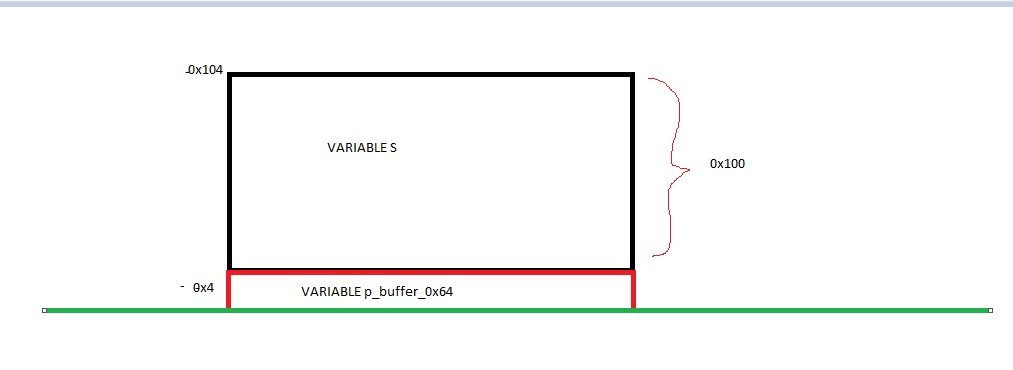 -0x104
VARIABLE S
0x100
- 0x4
VARIABLE p_buffer_0x64